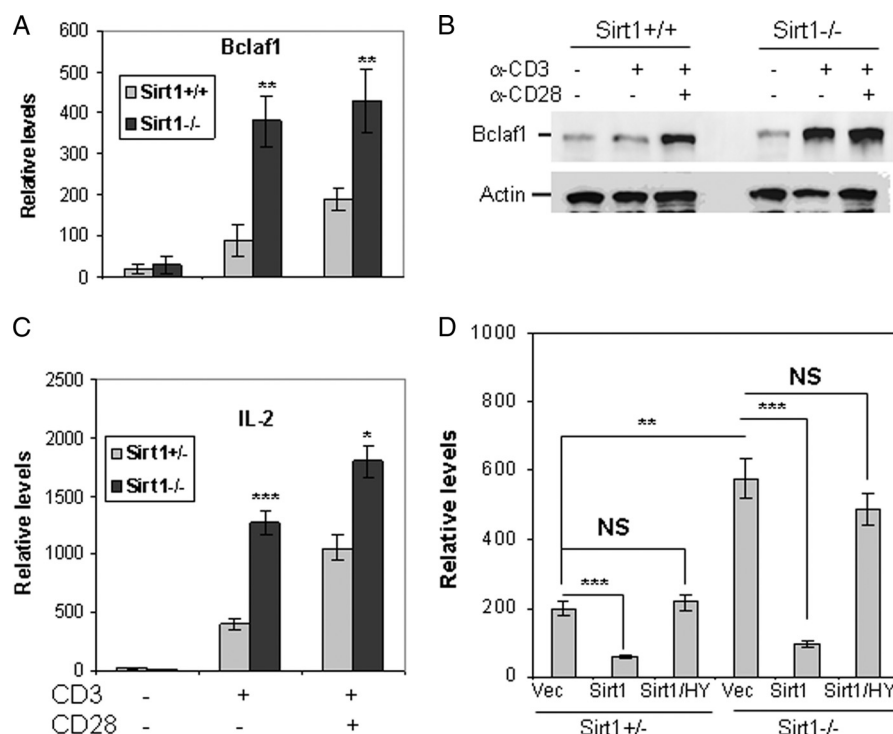 A
Bclaf1
Relative levels
600
500
400
300
200
100
0
Sirt1+/+
Sirt1-/-
**
**
B
Sirt1+/+ Sirt1-/-
α-CD3 - + + - + +
α-CD28 - - + - - +
Bclaf1
Actin
C
IL-2
Relative levels
2500
2000
1500
1000
500
0
Sirt1+/-
Sirt1-/-
***
*
CD3 - + +
CD28 - - +
D
Relative levels
1000
800
600
400
200
0
NS
***
**
NS
***
Vec Sirt1 Sirt1/HY Vec Sirt1 Sirt1/HY
Sirt1+/- Sirt1-/-